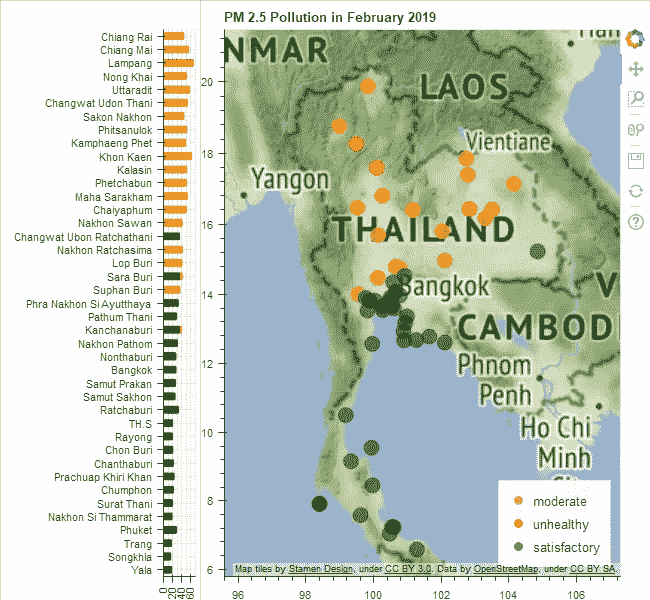 PM 2.5 Pollution in February 2019
Chiang Rai
Chiang Mai
Lampang
Nong Khai
Uttaradit
Changwat Udon Thani
Sakon Nakhon
Phitsanulok
Kamphaeng Phet
Khon Kaen
Kalasin
Phetchabun
Maha Sarakham
Chaiyaphum
Nakhon Sawan
Changwat Ubon Ratchathani
Nakhon Ratchasima
Lop Buri
Sara Buri
Suphan Buri
Phra Nakhon Si Ayutthaya
Pathum Thani
Kanchanaburi
Nakhon Pathom
Nonthaburi
Bangkok
Samut Prakan
Samut Sakhon
Ratchaburi
TH.S
Rayong
Chon Buri
Chanthaburi
Prachuap Khiri Khan
Chumphon
Surat Thani
Nakhon Si Thammarat
Phuket
Trang
Songkhla
Yala
0 20 40 60
20
18
16
14
12
10
8
6
96 98 100 102 104 106
NMAR
LAOS
Vientiane
Yangon
THAILAND
Bangkok
V
CAMBOD
Phnom
Penh
Ho Chi
Minh
moderate
unhealthy
satisfactory
Map tiles by Stamen Design, under CC BY 3.0. Data by OpenStreetMap, under CC BY SA.